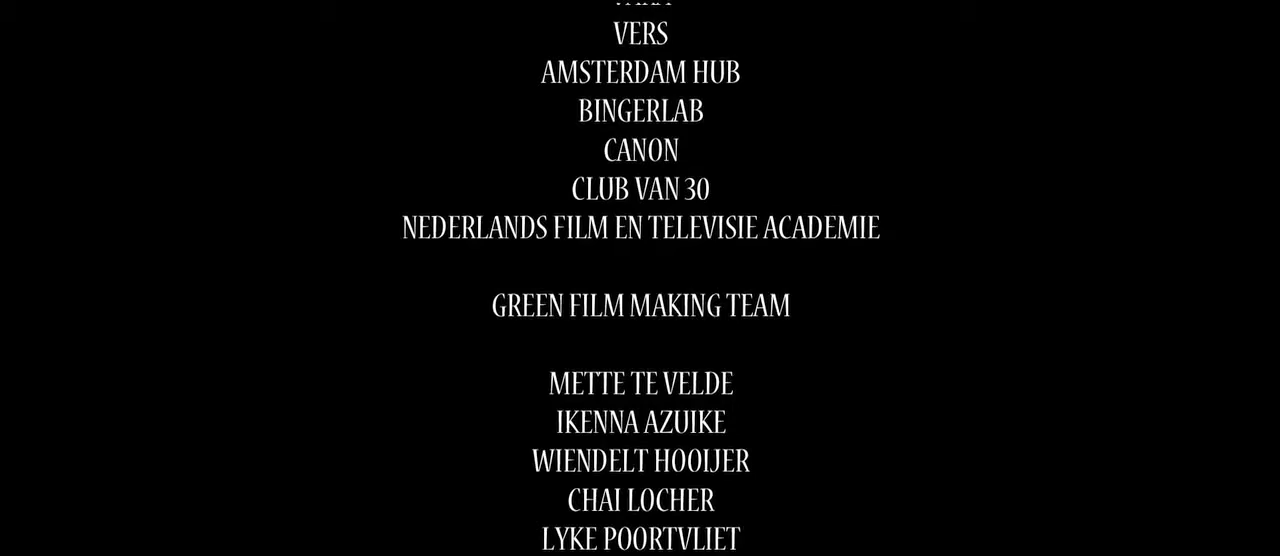 VERS
AMSTERDAM HUB
BINGERLAB
CANON
CLUB VAN 30
NEDERLANDS FILM EN TELEVISIE ACADEMIE
GREEN FILM MAKING TEAM
METTE TE VELDE
IKENNA AZUIKE
WIENDELT HOOIJER
CHAI LOCHER
LYKE POORTVLIET